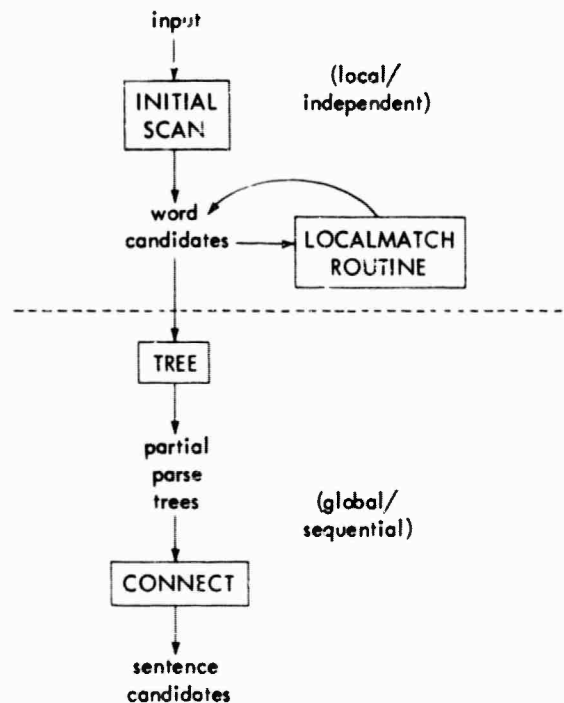 input
(local/
independent)
INITIAL
SCAN
word
candidates
LOCALMATCH
ROUTINE
TREE
partial
parse
trees
(global/
sequential)
CONNECT
sentence
candidates